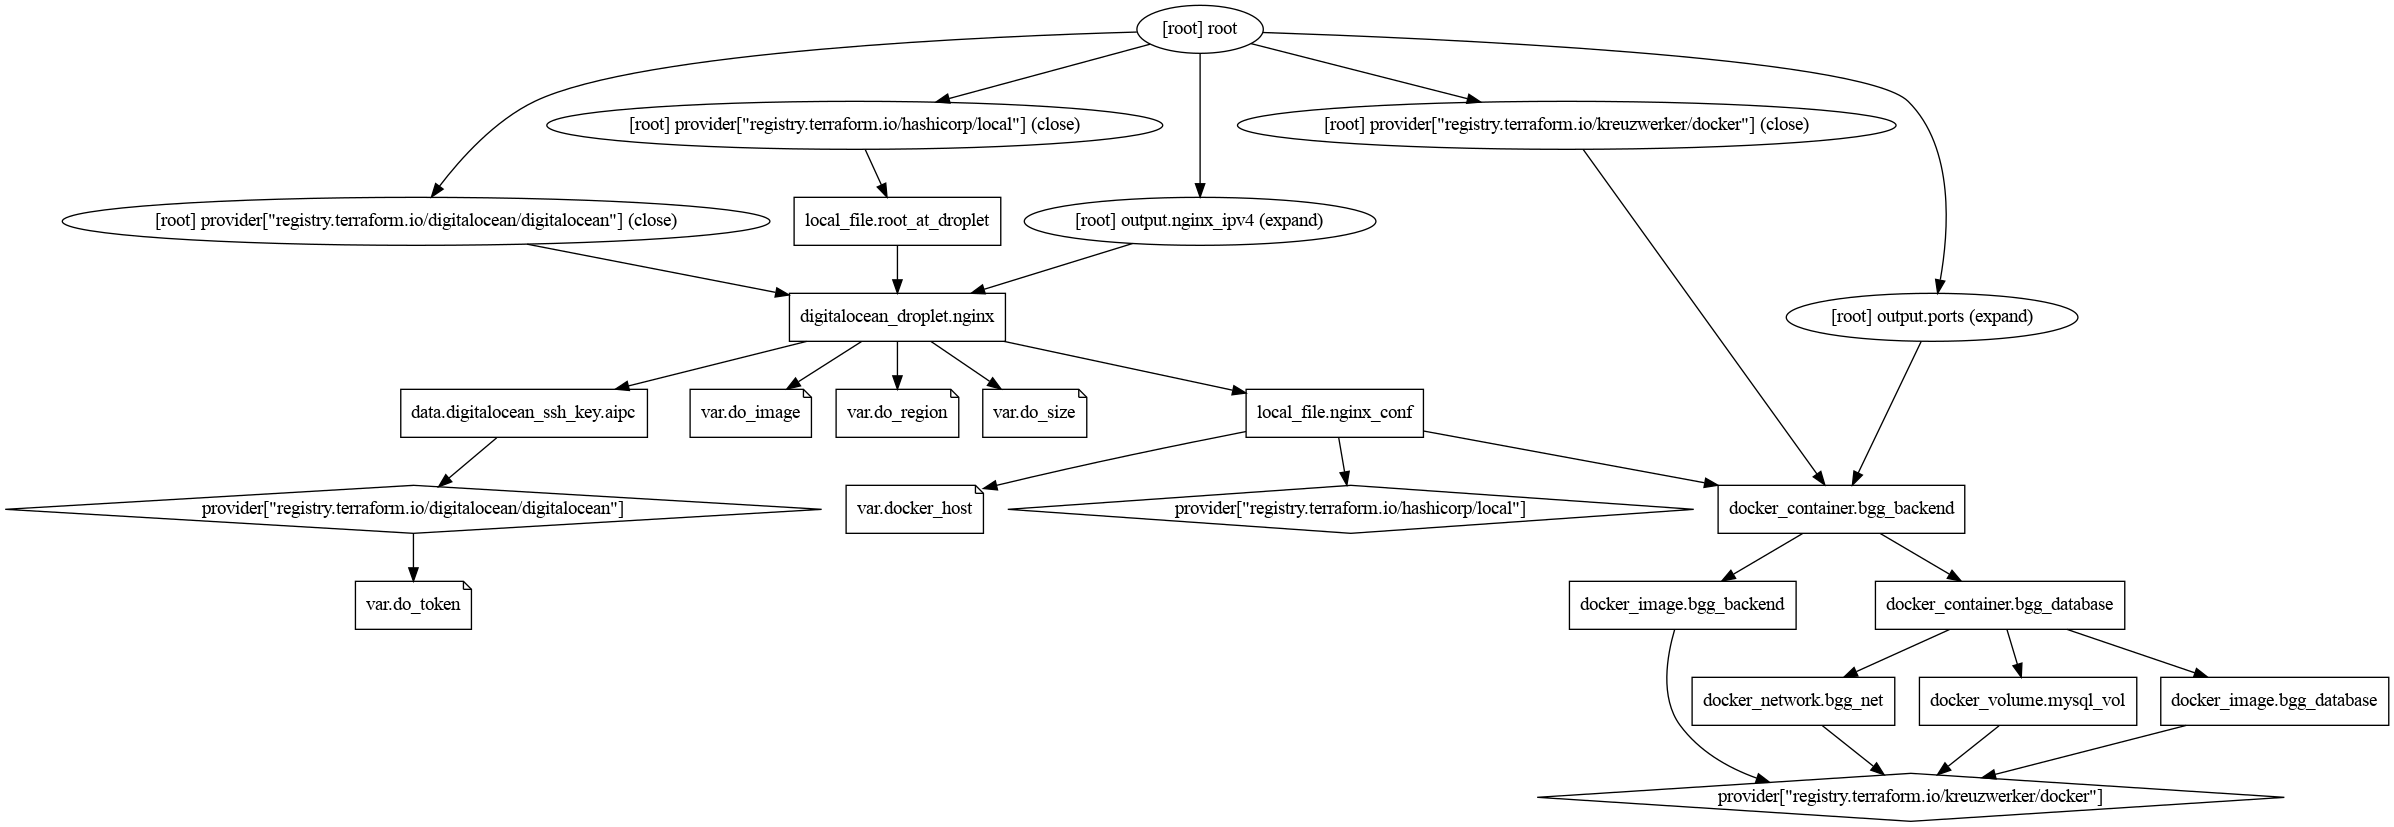 [root] root
[root] provider["registry.terraform.io/hashicorp/local"] (close)
[root] provider["registry.terraform.io/kreuzwerker/docker"] (close)
[root] provider["registry.terraform.io/digitalocean/digitalocean"] (close)
local_file.root_at_droplet
[root] output.nginx_ipv4 (expand)
digitalocean_droplet.nginx
[root] output.ports (expand)
data.digitalocean_ssh_key.aipc
var.do_image
var.do_region
var.do_size
local_file.nginx_conf
provider["registry.terraform.io/digitalocean/digitalocean"]
var.docker_host
provider["registry.terraform.io/hashicorp/local"]
docker_container.bgg_backend
var.do_token
docker_image.bgg_backend
docker_container.bgg_database
docker_network.bgg_net
docker_volume.mysql_vol
docker_image.bgg_database
provider["registry.terraform.io/kreuzwerker/docker"]